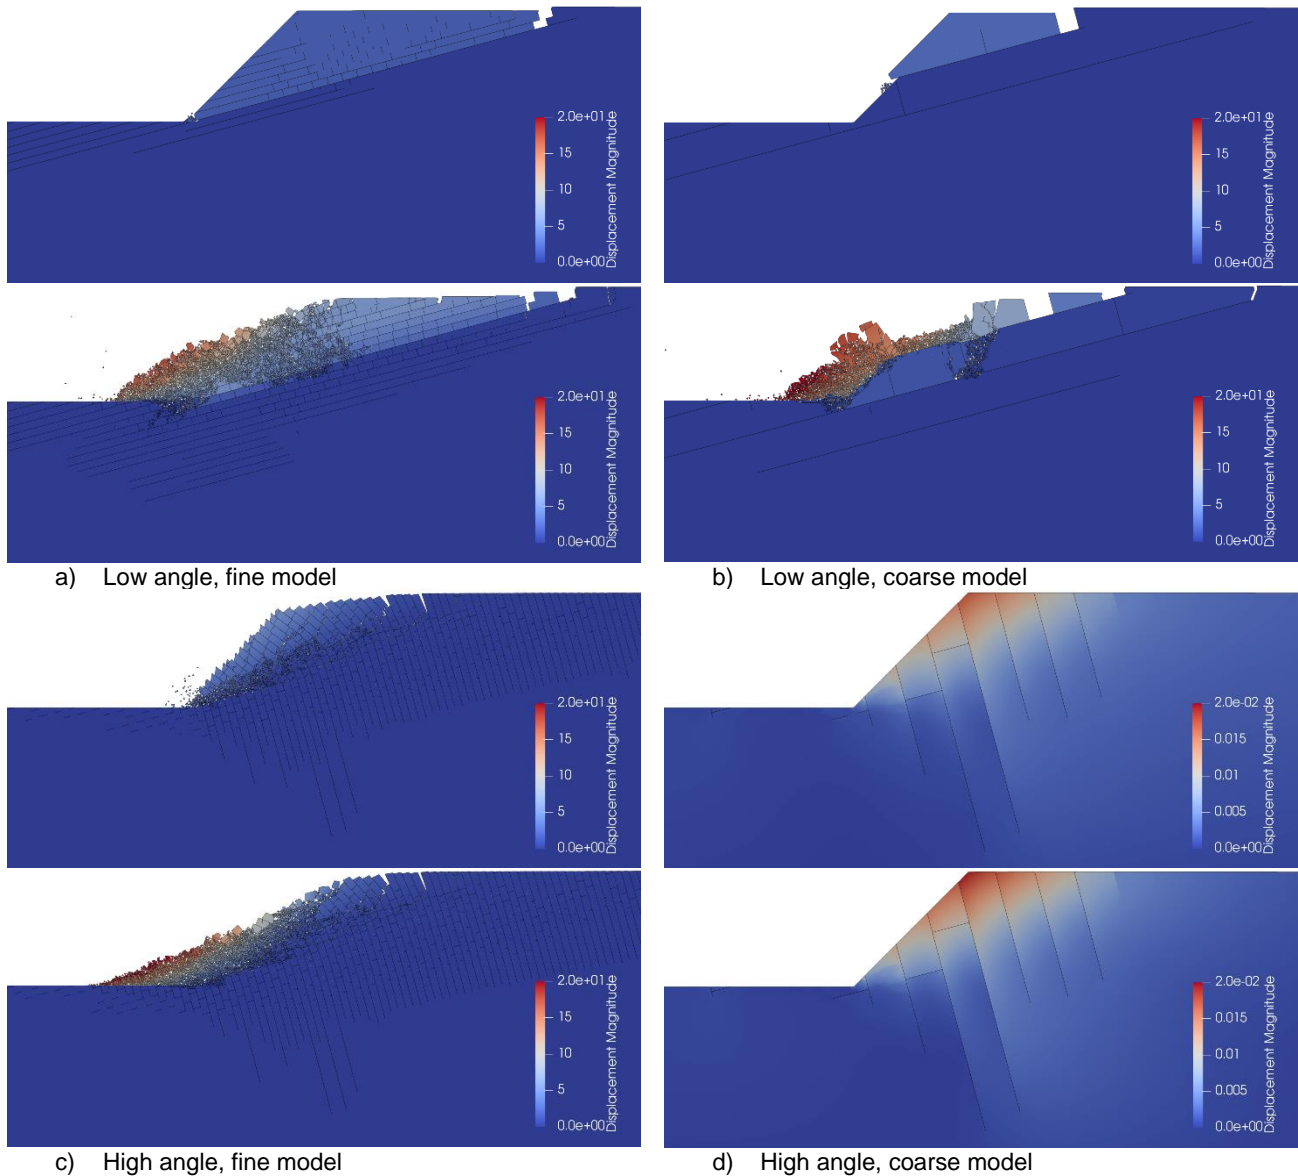 2.0e+01
15
10
5
0.0e+00
Displacement Magnitude
2.0e+01
15
10
5
0.0e+00
Displacement Magnitude
2.0e+01
15
10
5
0.0e+00
Displacement Magnitude
2.0e+01
15
10
5
0.0e+00
Displacement Magnitude
a) Low angle, fine model
b) Low angle, coarse model
2.0e+01
15
10
5
0.0e+00
Displacement Magnitude
2.0e-02
0.015
0.01
0.005
0.0e+00
Displacement Magnitude
2.0e+01
15
10
5
0.0e+00
Displacement Magnitude
2.0e-02
0.015
0.01
0.005
0.0e+00
Displacement Magnitude
c) High angle, fine model
d) High angle, coarse model